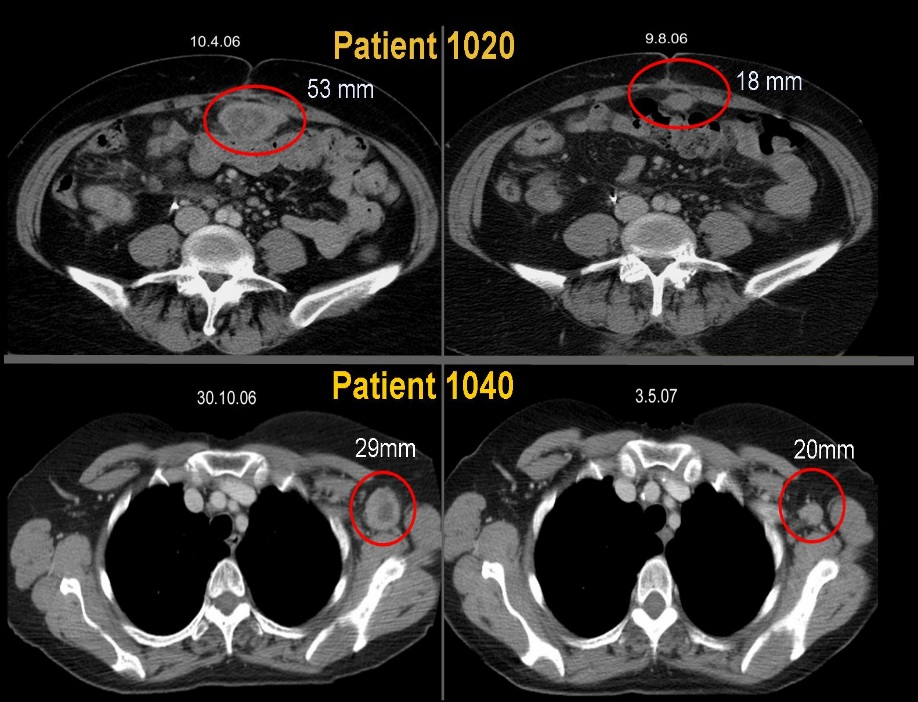 Patient 1020
10.4.06
53 mm
9.8.06
18 mm
Patient 1040
30.10.06
29mm
3.5.07
20mm